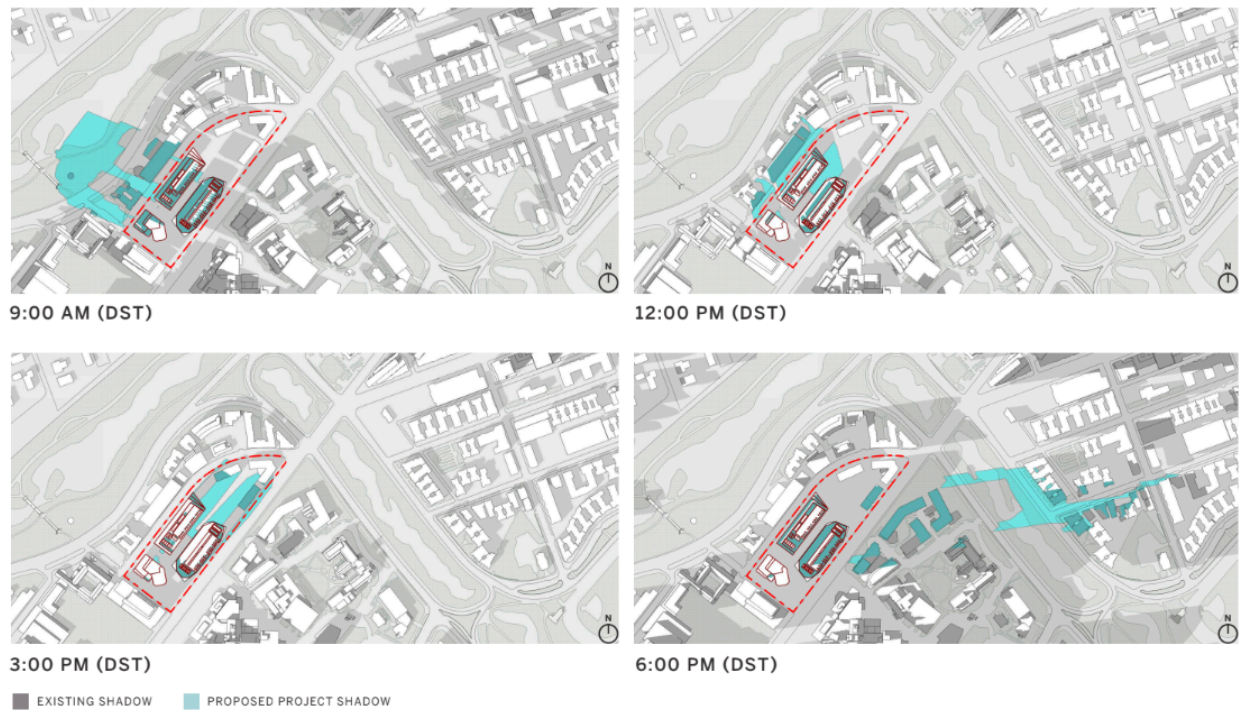 N
N
9:00 AM (DST)
12:00 PM (DST)
N
N
3:00 PM (DST)
6:00 PM (DST)
EXISTING SHADOW
PROPOSED PROJECT SHADOW